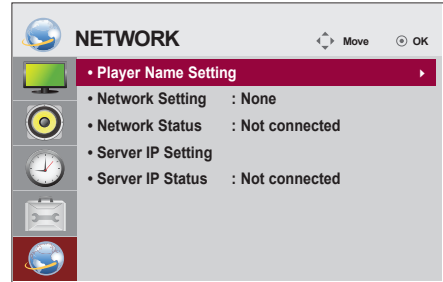 NETWORK
Move
OK
• Player Name Setting
• Network Setting : None
• Network Status : Not connected
• Server IP Setting
• Server IP Status : Not connected